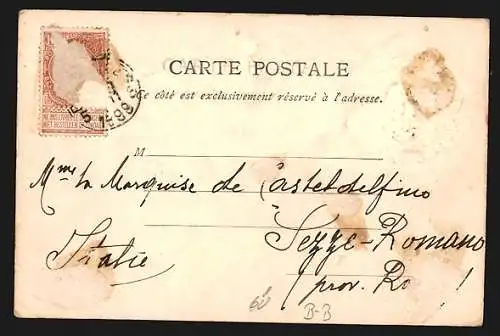 CARTE POSTALE
Ce côté est exclusivement réservé à l'adresse.
M
Mme la Marquise de Casteldelfino
Sezze-Romano
Italie
(prov. Ro !
B-B